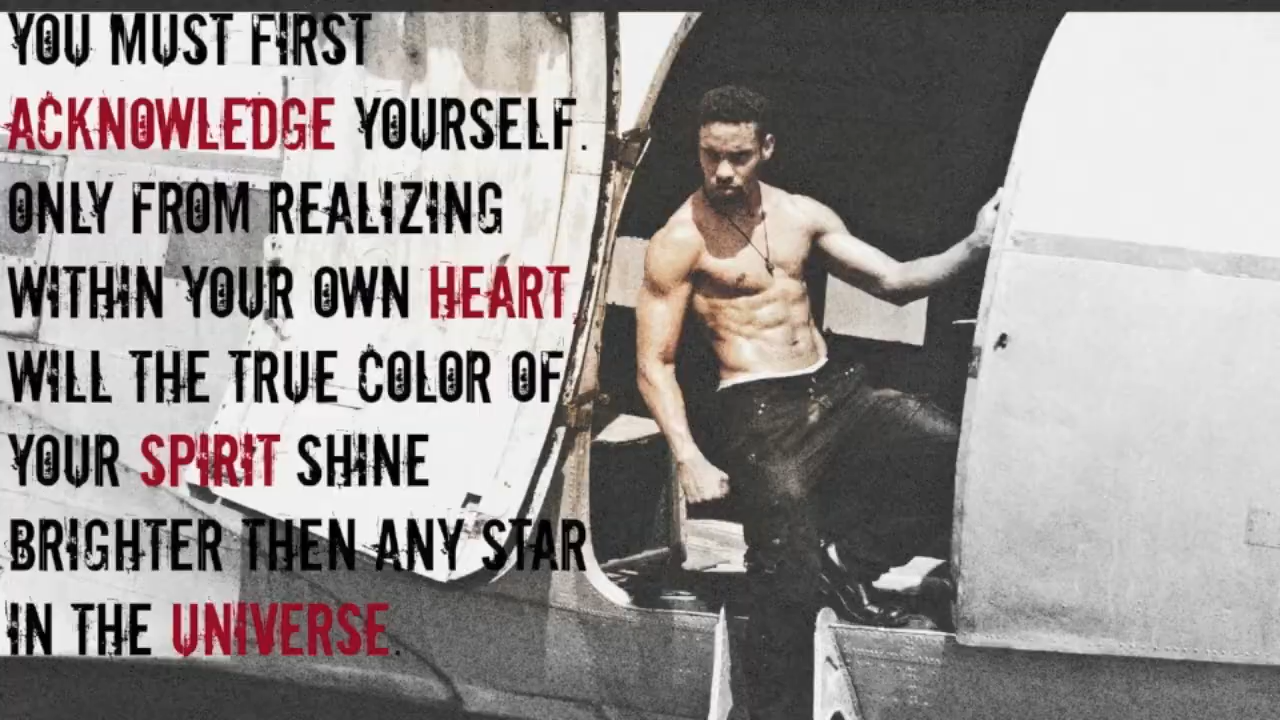 YOU MUST FIRST
ACKNOWLEDGE YOURSELF.
ONLY FROM REALIZING
WITHIN YOUR OWN HEART,
WILL THE TRUE COLOR OF
YOUR SPIRIT SHINE
BRIGHTER THEN ANY STAR
IN THE UNIVERSE.